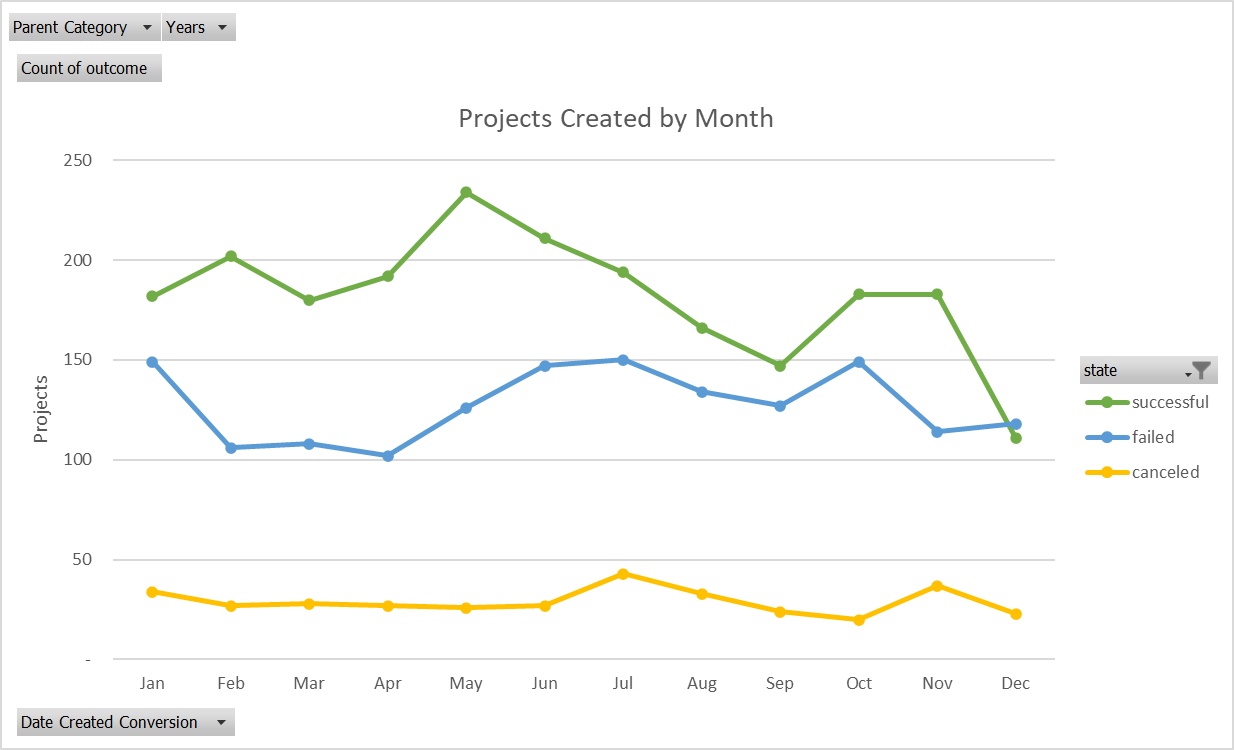 Parent Category Years
Count of outcome
Projects Created by Month
250
200
150
100
50
-
Projects
Jan Feb Mar Apr May Jun Jul Aug Sep Oct Nov Dec
state
successful
failed
canceled
Date Created Conversion